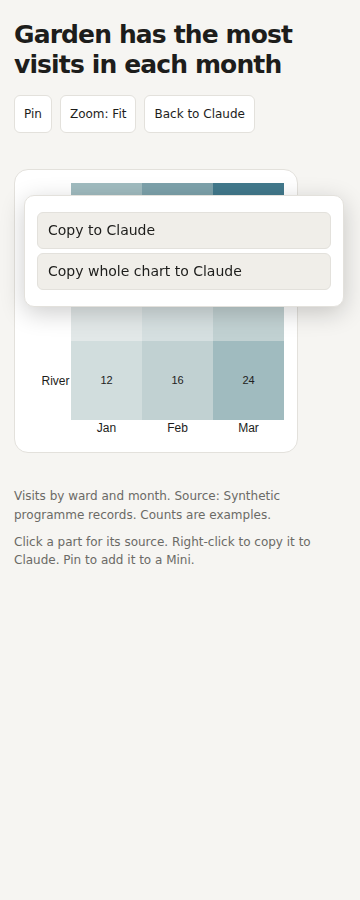 Garden has the most
visits in each month
Pin
Zoom: Fit
Back to Claude
Copy to Claude
Copy whole chart to Claude
River
12
16
24
Jan
Feb
Mar
Visits by ward and month. Source: Synthetic
programme records. Counts are examples.
Click a part for its source. Right-click to copy it to
Claude. Pin to add it to a Mini.